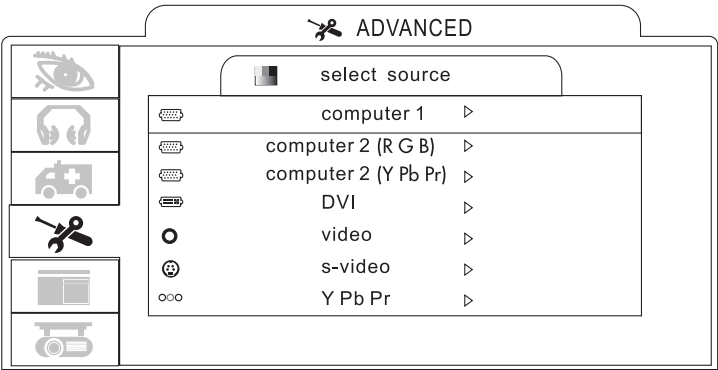 ADVANCED
select source
computer 1
computer 2 (R G B)
computer 2 (Y Pb Pr)
DVI
video
s-video
Y Pb Pr